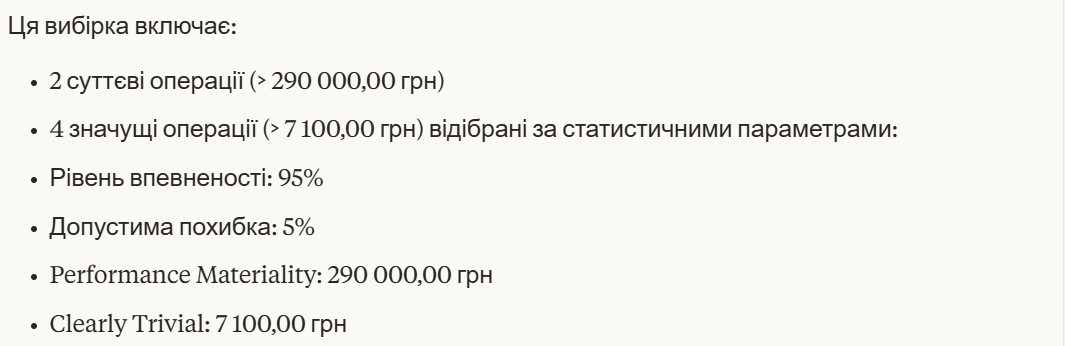 Ця вибірка включає:
• 2 суттєві операції (> 290 000,00 грн)
• 4 значущі операції (> 7 100,00 грн) відібрані за статистичними параметрами:
• Рівень впевненості: 95%
• Допустима похибка: 5%
• Performance Materiality: 290 000,00 грн
• Clearly Trivial: 7 100,00 грн